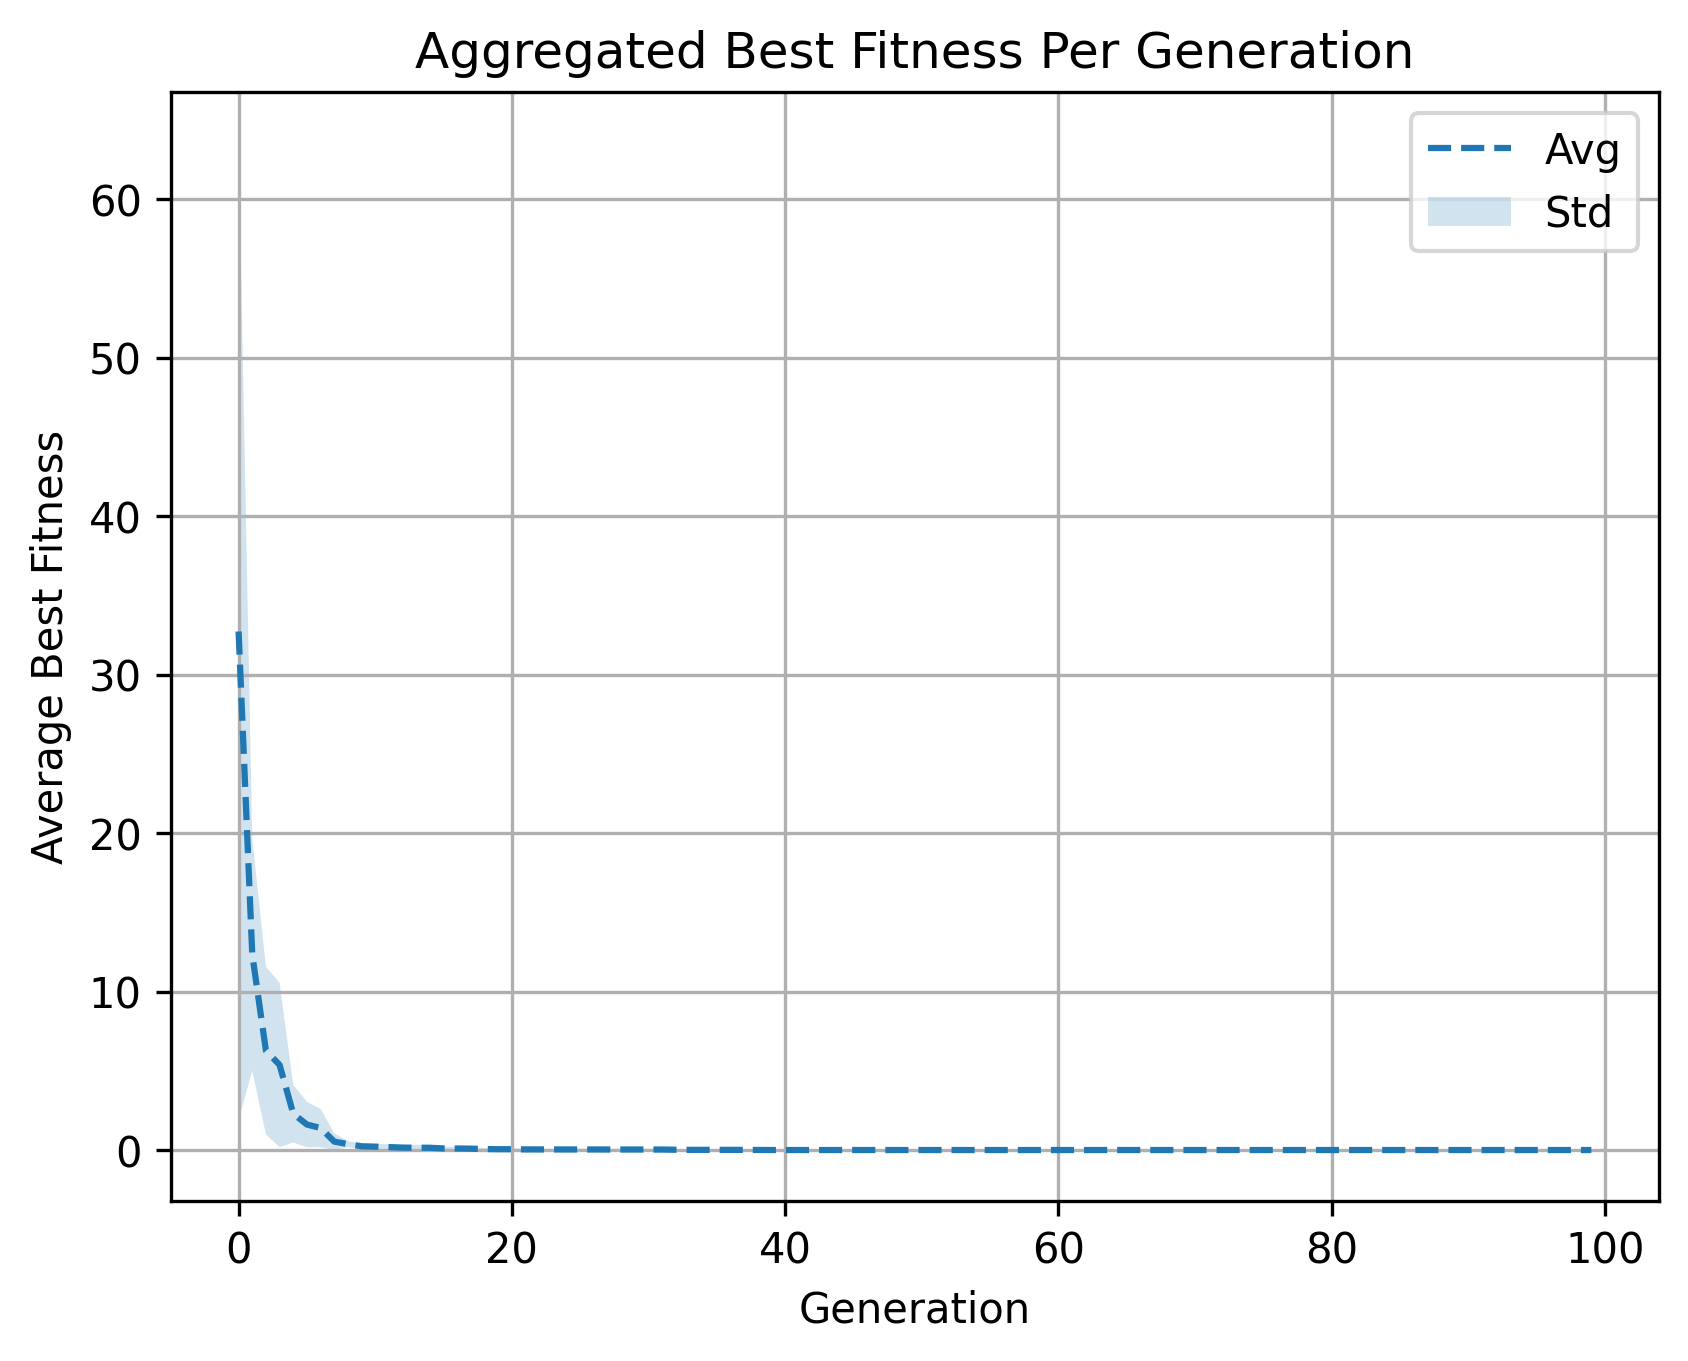 Aggregated Best Fitness Per Generation
Avg
Std
Average Best Fitness
60
50
40
30
20
10
0
0 20 40 60 80 100
Generation